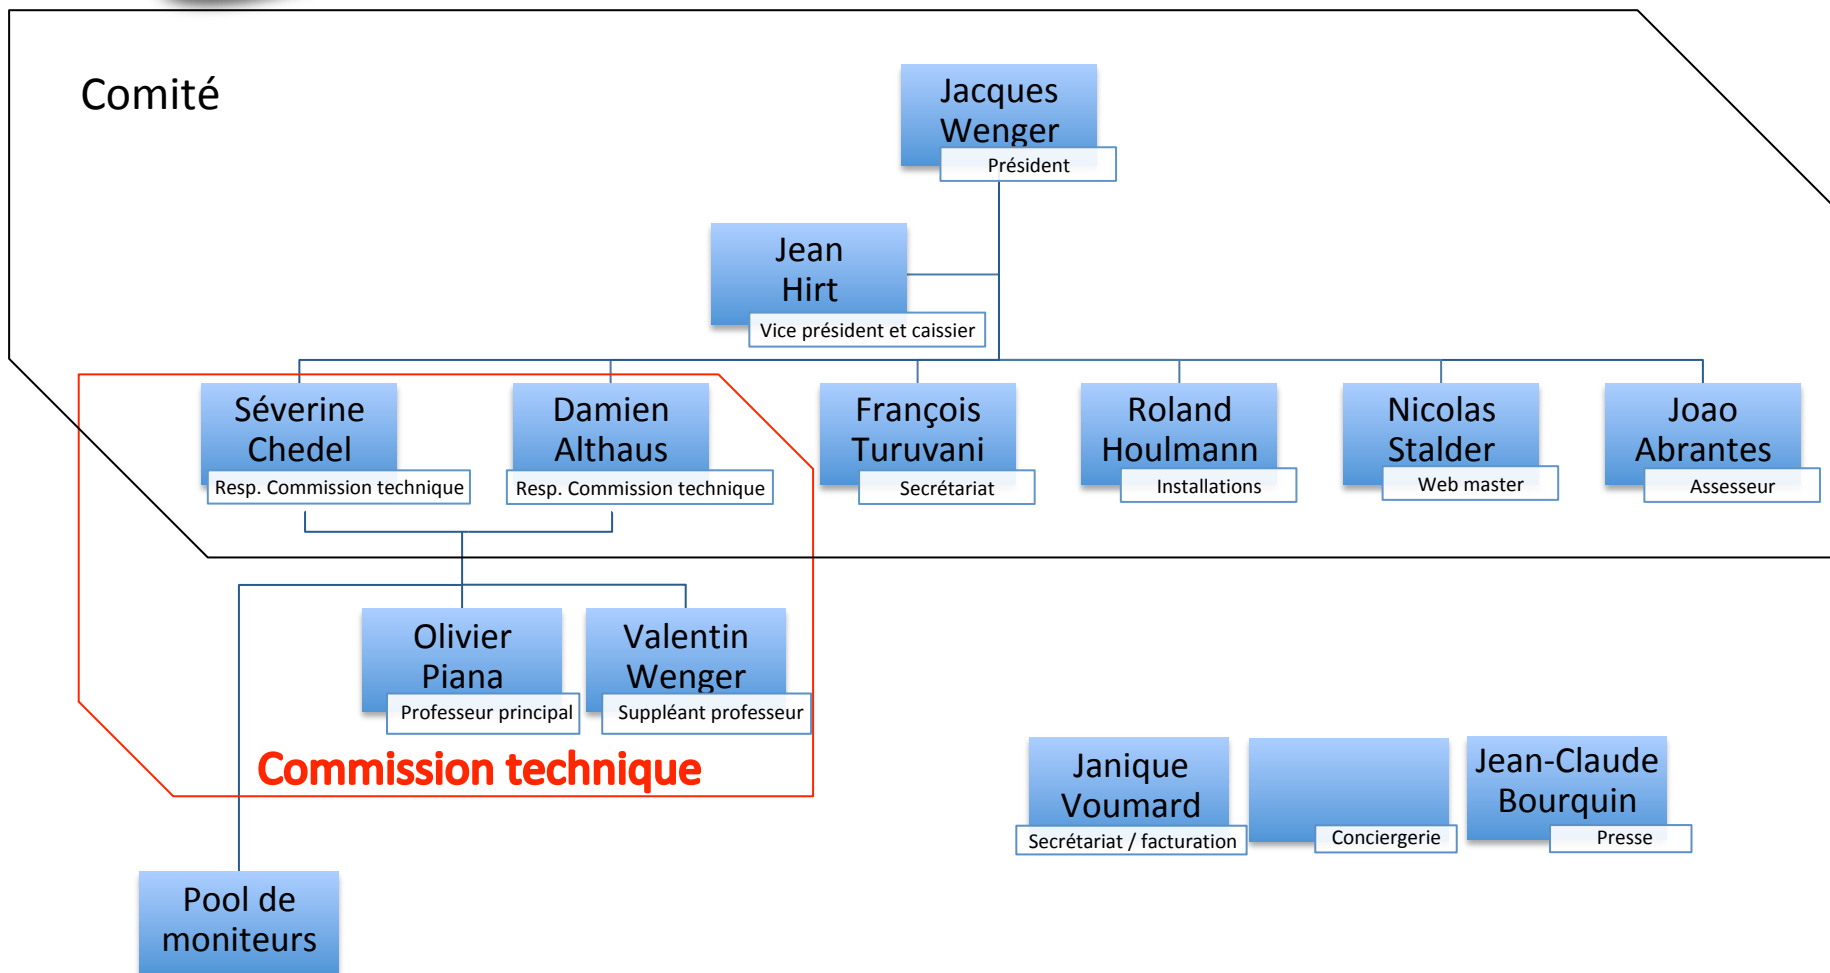 Comité
Jacques
Wenger
Président
Jean
Hirt
Vice président et caissier
Séverine
Chedel
Resp. Commission technique
Damien
Althaus
Resp. Commission technique
François
Turuvani
Secrétariat
Roland
Houlmann
Installations
Nicolas
Stalder
Web master
Joao
Abrantes
Assesseur
Olivier
Piana
Professeur principal
Valentin
Wenger
Suppléant professeur
Commission technique
Janique
Voumard
Secrétariat / facturation
Conciergerie
Jean-Claude
Bourquin
Presse
Pool de
moniteurs